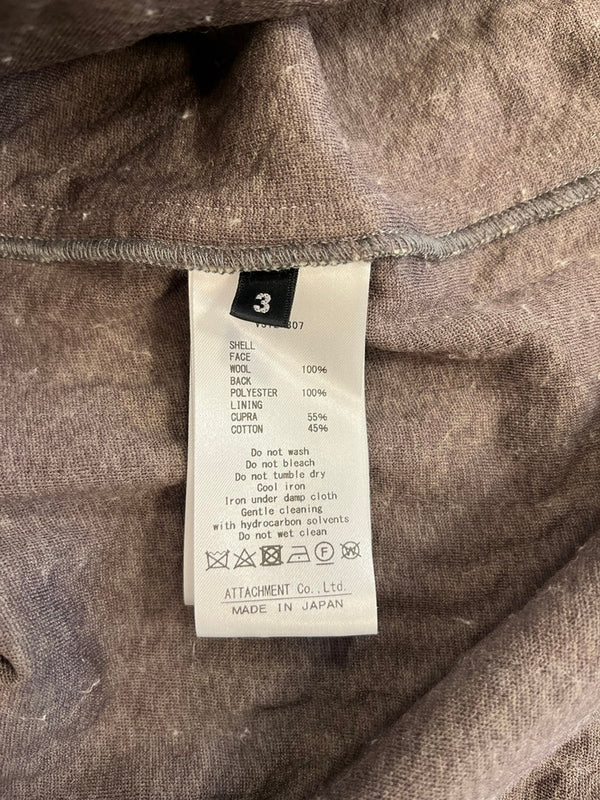 3
SHELL
FACE
WOOL 100%
BACK
POLYESTER 100%
LINING
CUPRA 55%
COTTON 45%
Do not wash
Do not bleach
Do not tumble dry
Cool iron
Iron under damp cloth
Gentle cleaning
with hydrocarbon solvents
Do not wet clean
F W
ATTACHMENT Co.,Ltd.
MADE IN JAPAN